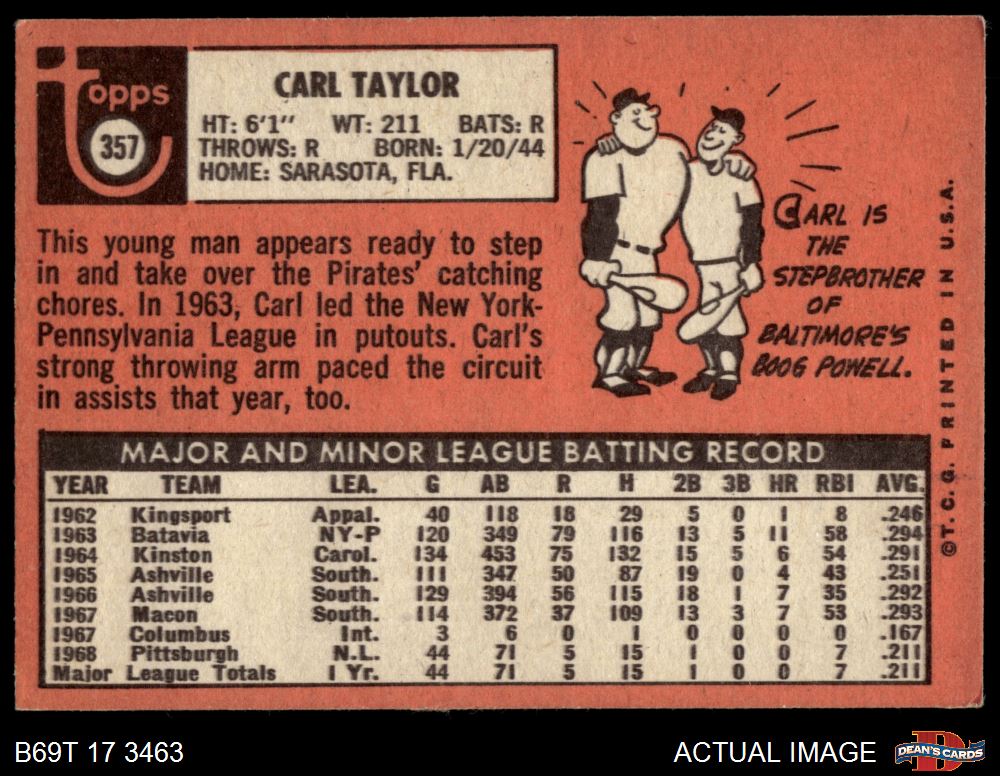 topps
357
CARL TAYLOR
HT: 6'1" WT: 211 BATS: R
THROWS: R BORN: 1/20/44
HOME: SARASOTA, FLA.
This young man appears ready to step
in and take over the Pirates' catching
chores. In 1963, Carl led the New York-
Pennsylvania League in putouts. Carl's
strong throwing arm paced the circuit
in assists that year, too.
CARL IS
THE
STEPBROTHER
OF
BALTIMORE'S
BOOG POWELL.
©T.C.G. PRINTED IN U.S.A.
MAJOR AND MINOR LEAGUE BATTING RECORD
YEAR TEAM LEA. G AB R H 2B 3B HR RBI AVG.
1962 Kingsport Appal. 40 118 18 29 5 0 1 8 .246
1963 Batavia NY-P 120 349 79 116 13 5 11 58 .294
1964 Kinston Carol. 134 453 75 132 15 5 6 54 .291
1965 Ashville South. 111 347 50 87 19 0 4 43 .251
1966 Ashville South. 129 394 56 115 18 1 7 35 .292
1967 Macon South. 114 372 37 109 13 3 7 53 .293
1967 Columbus Int. 3 6 0 1 0 0 0 0 .167
1968 Pittsburgh N.L. 44 71 5 15 1 0 0 7 .211
Major League Totals 1 Yr. 44 71 5 15 1 0 0 7 .211
B69T 17 3463
ACTUAL IMAGE
DEAN'S CARDS